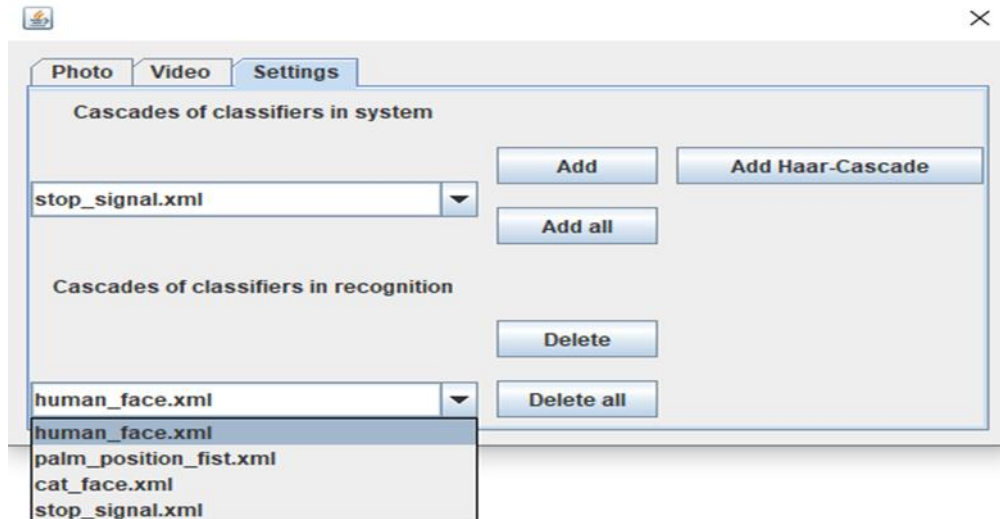 Photo Video Settings
Cascades of classifiers in system
Add Add Haar-Cascade
stop_signal.xml
Add all
Cascades of classifiers in recognition
Delete
human_face.xml Delete all
human_face.xml
palm_position_fist.xml
cat_face.xml
stop_signal.xml